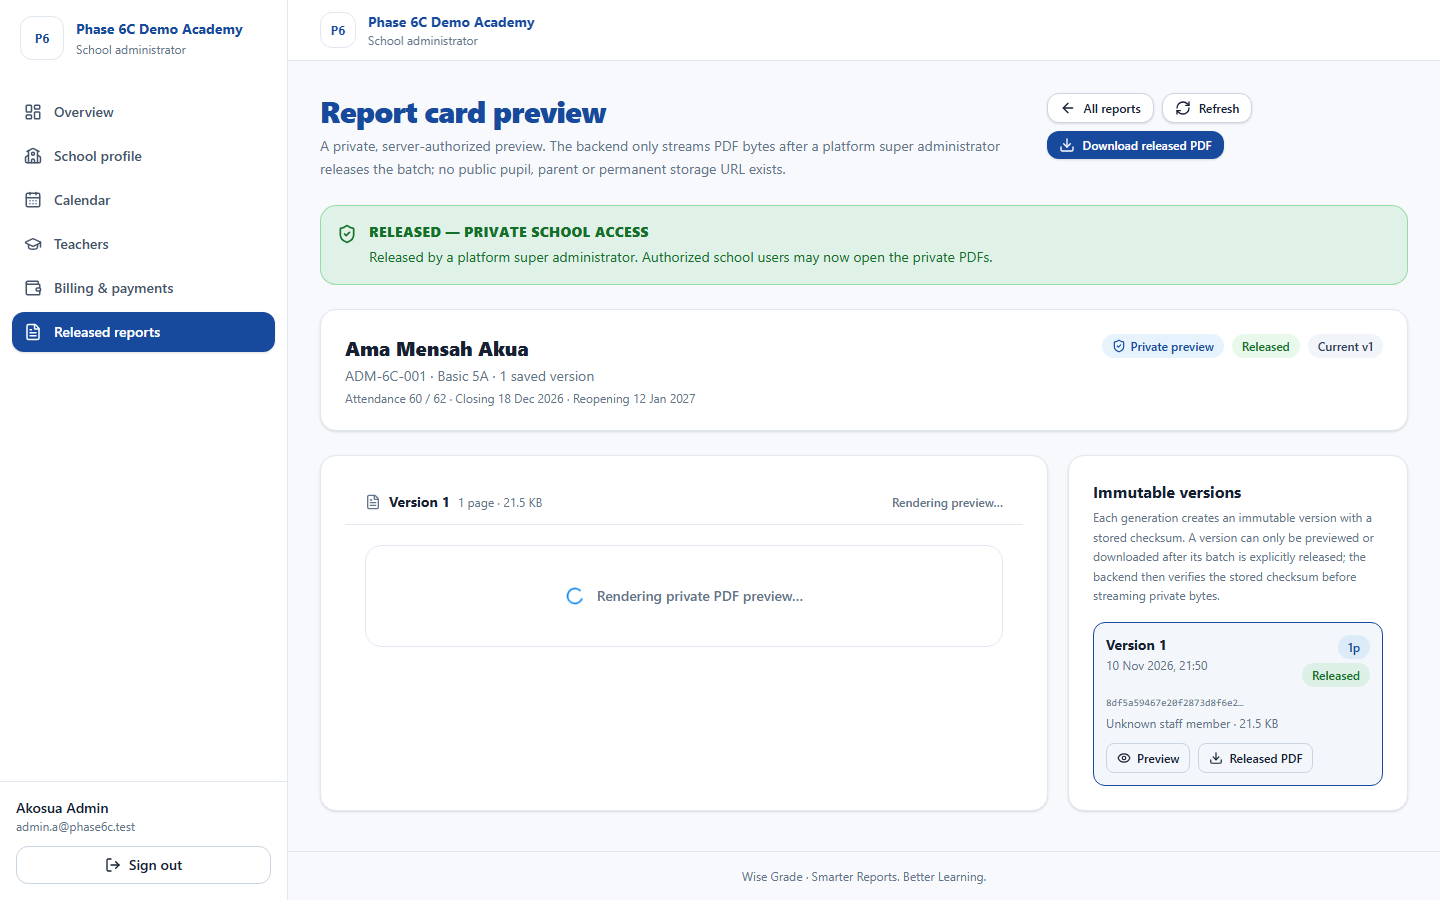 P6
Phase 6C Demo Academy
School administrator
Overview
School profile
Calendar
Teachers
Billing & payments
Released reports
Akosua Admin
admin.a@phase6c.test
Sign out
P6
Phase 6C Demo Academy
School administrator
Report card preview
A private, server-authorized preview. The backend only streams PDF bytes after a platform super administrator
releases the batch; no public pupil, parent or permanent storage URL exists.
All reports
Refresh
Download released PDF
RELEASED — PRIVATE SCHOOL ACCESS
Released by a platform super administrator. Authorized school users may now open the private PDFs.
Ama Mensah Akua
ADM-6C-001 · Basic 5A · 1 saved version
Attendance 60 / 62 · Closing 18 Dec 2026 · Reopening 12 Jan 2027
Private preview
Released
Current v1
Version 1 1 page · 21.5 KB
Rendering preview...
Rendering private PDF preview...
Immutable versions
Each generation creates an immutable version with a
stored checksum. A version can only be previewed or
downloaded after its batch is explicitly released; the
backend then verifies the stored checksum before
streaming private bytes.
Version 1
1p
10 Nov 2026, 21:50
Released
8df5a59467e20f2873d8f6e2…
Unknown staff member · 21.5 KB
Preview
Released PDF
Wise Grade · Smarter Reports. Better Learning.